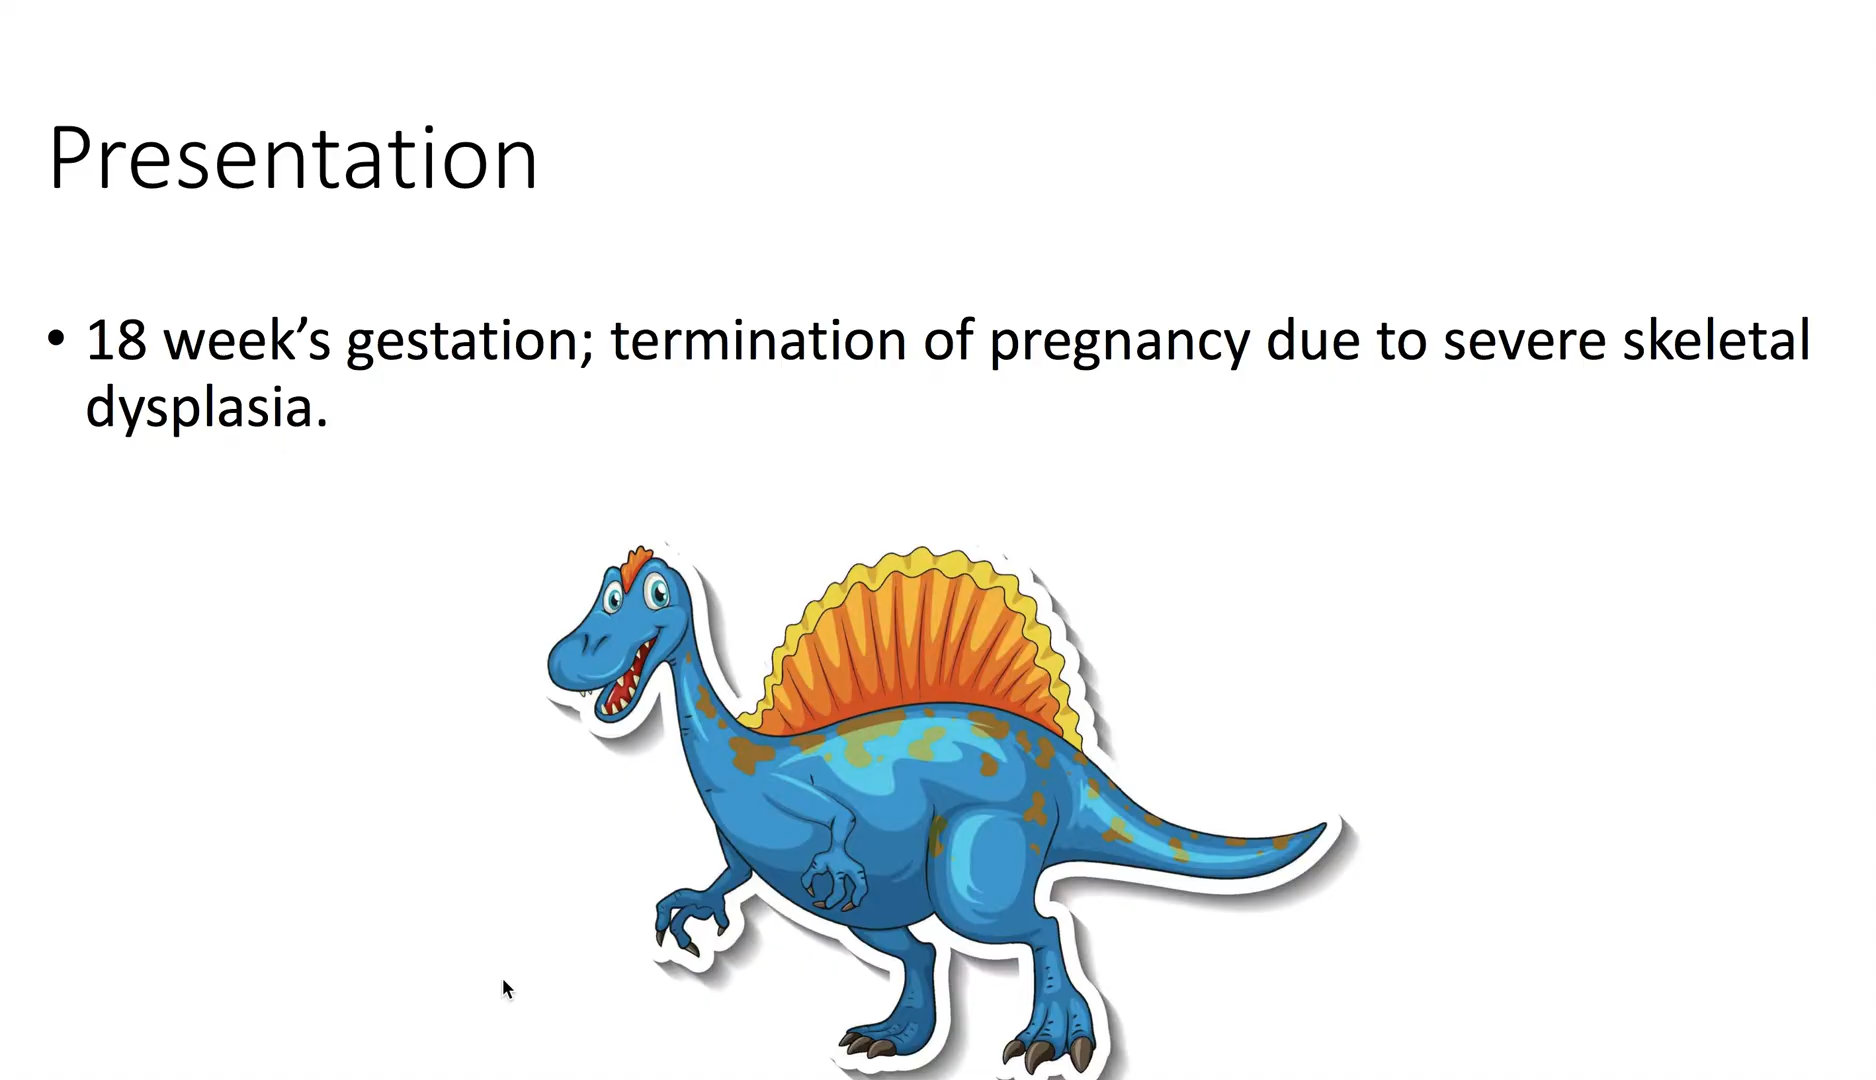 Presentation
• 18 week’s gestation; termination of pregnancy due to severe skeletal
dysplasia.